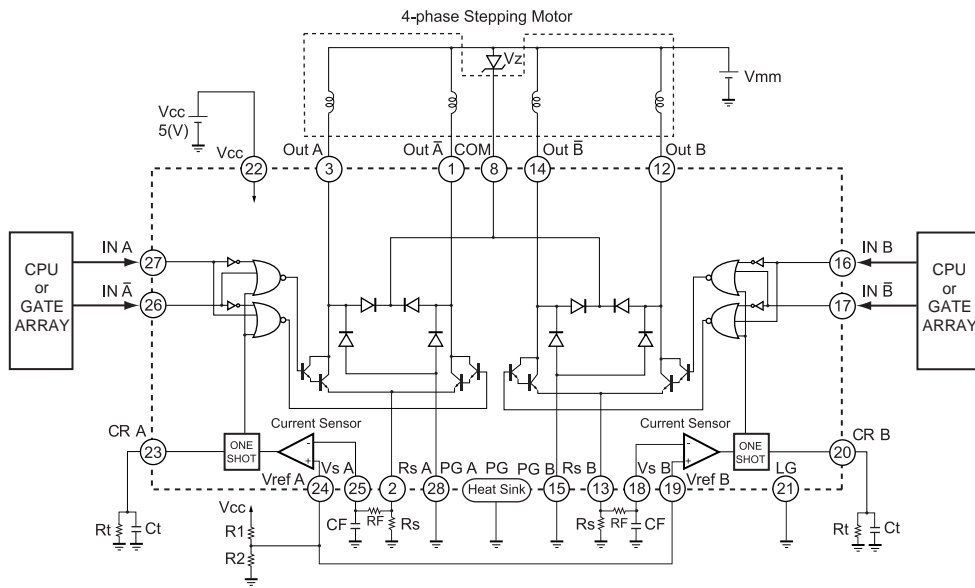 4-phase Stepping Motor
Vz
Vmm
Vcc
5(V)
Vcc
Out A
Out A̅
COM
Out B̅
Out B
22
3
1
8
14
12
CPU
or
GATE
ARRAY
IN A
27
IN A̅
26
16
IN B
17
IN B̅
CPU
or
GATE
ARRAY
Current Sensor
Current Sensor
CR A
23
ONE
SHOT
-
+
-
+
ONE
SHOT
CR B
20
Vref A
Vs A
Rs A
PG A
PG
PG B
Rs B
Vs B
Vref B
LG
24
25
2
28
Heat Sink
15
13
18
19
21
Rt
Ct
Vcc
R1
R2
CF
RF
Rs
Rs
RF
CF
Rt
Ct